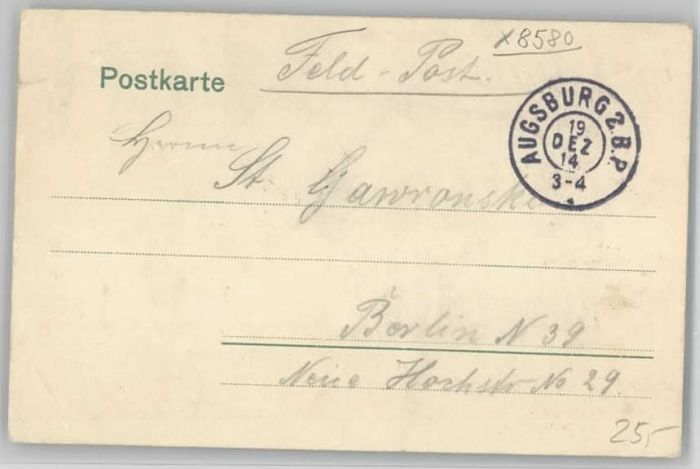 x8580
Feld-Post.
Postkarte
AUGSBURG 2. B.P.
19
DEZ
14
3-4
Herrn
St. Gawronski
Berlin N 39
Neue Hochstr No 29
25,-